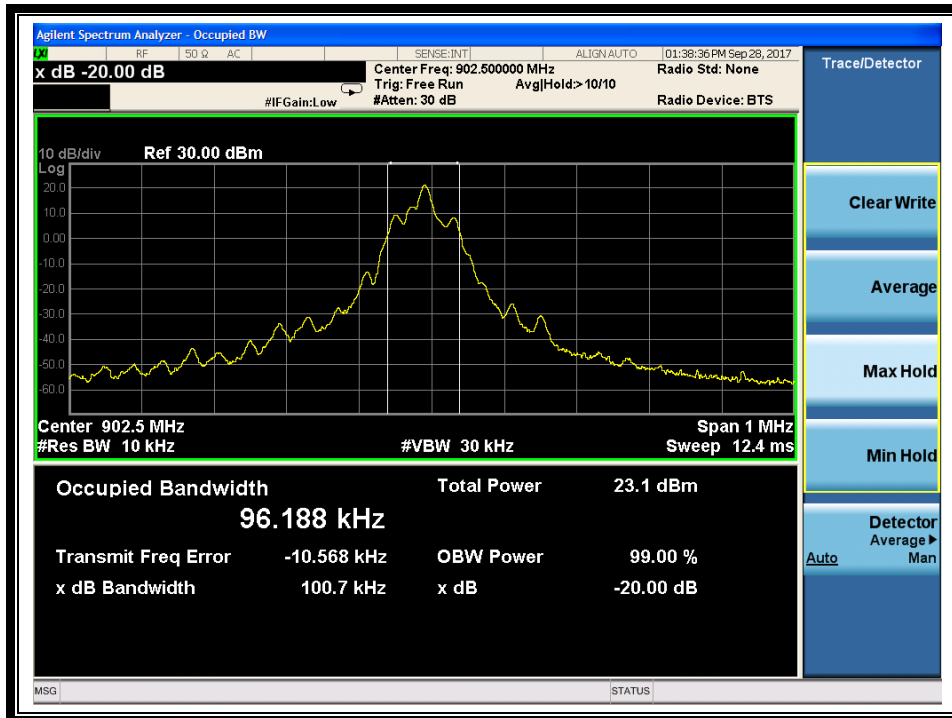 Agilent Spectrum Analyzer - Occupied BW
LXI RF 50 Ω AC SENSE:INT ALIGN AUTO 01:38:36 PM Sep 28, 2017
x dB -20.00 dB
Center Freq: 902.500000 MHz
Radio Std: None
Trig: Free Run Avg|Hold:>10/10
#IFGain:Low #Atten: 30 dB Radio Device: BTS
10 dB/div Ref 30.00 dBm
Log
20.0
10.0
0.00
-10.0
-20.0
-30.0
-40.0
-50.0
-60.0
Center 902.5 MHz Span 1 MHz
#Res BW 10 kHz #VBW 30 kHz Sweep 12.4 ms
Occupied Bandwidth Total Power 23.1 dBm
96.188 kHz
Transmit Freq Error -10.568 kHz OBW Power 99.00 %
x dB Bandwidth 100.7 kHz x dB -20.00 dB
MSG STATUS
Trace/Detector
Clear Write
Average
Max Hold
Min Hold
Detector
Average
Auto Man